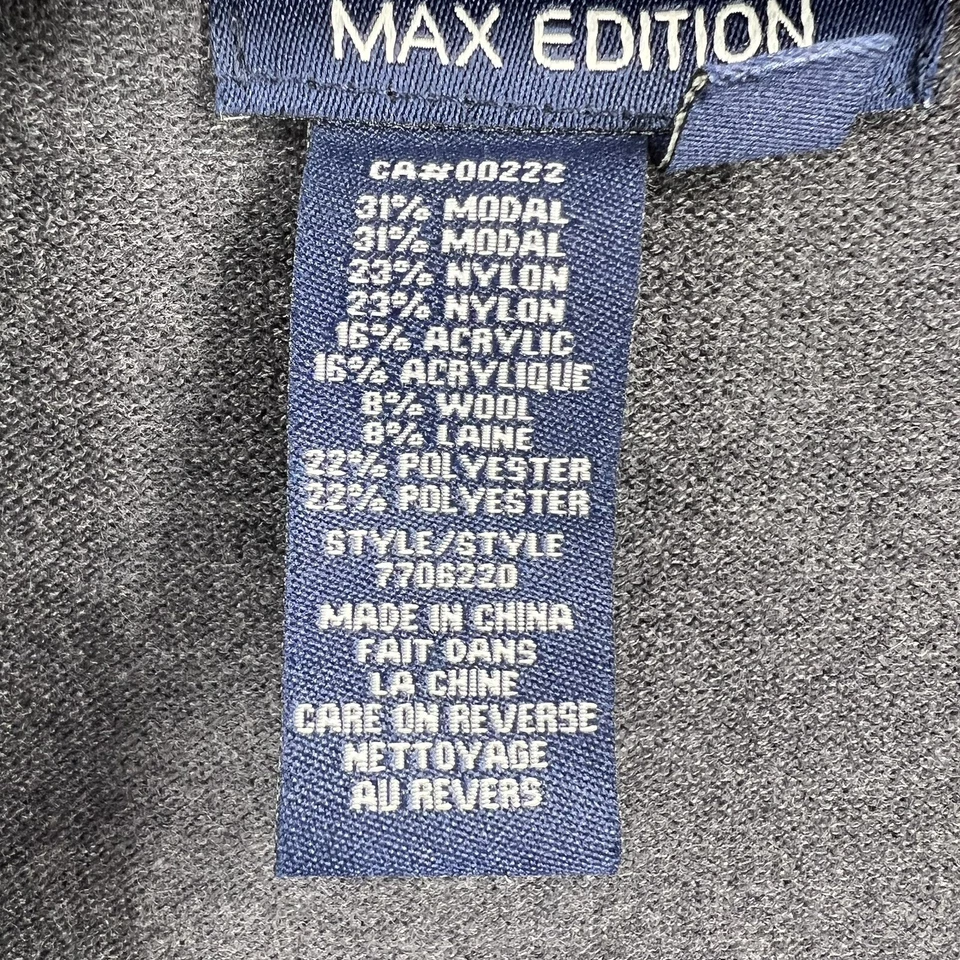 MAX EDITION
CA#00222
31% MODAL
31% MODAL
23% NYLON
23% NYLON
16% ACRYLIC
16% ACRYLIQUE
8% WOOL
8% LAINE
22% POLYESTER
22% POLYESTER
STYLE/STYLE
770622D
MADE IN CHINA
FAIT DANS
LA CHINE
CARE ON REVERSE
NETTOYAGE
AU REVERS